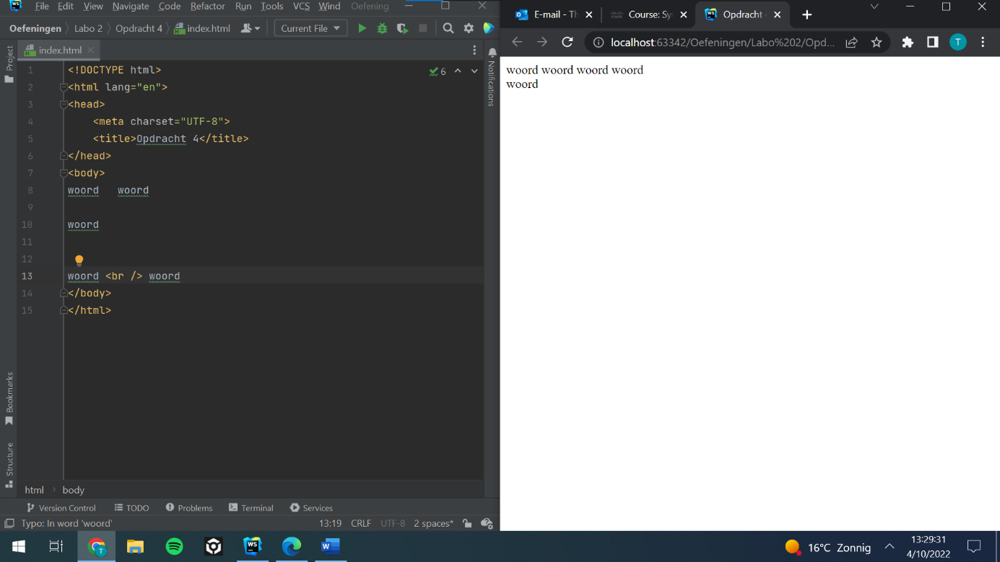 File Edit View Navigate Code Refactor Run Tools VCS Wind Oefening
Oefeningen Labo 2 Opdracht 4 index.html Current File
index.html
Project
Notifications
6
1 <!DOCTYPE html>
2 <html lang="en">
3 <head>
4 <meta charset="UTF-8">
5 <title>Opdracht 4</title>
6 </head>
7 <body>
8 woord woord
9
10 woord
11
12
13 woord <br /> woord
14 </body>
15 </html>
Bookmarks
Structure
html body
Version Control TODO Problems Terminal Services
Typo: In word 'woord' 13:19 CRLF UTF-8 2 spaces*
E-mail - Th Course: Sy Opdracht
localhost:63342/Oefeningen/Labo%202/Opd... T
woord woord woord woord
woord
16°C Zonnig 13:29:31
4/10/2022